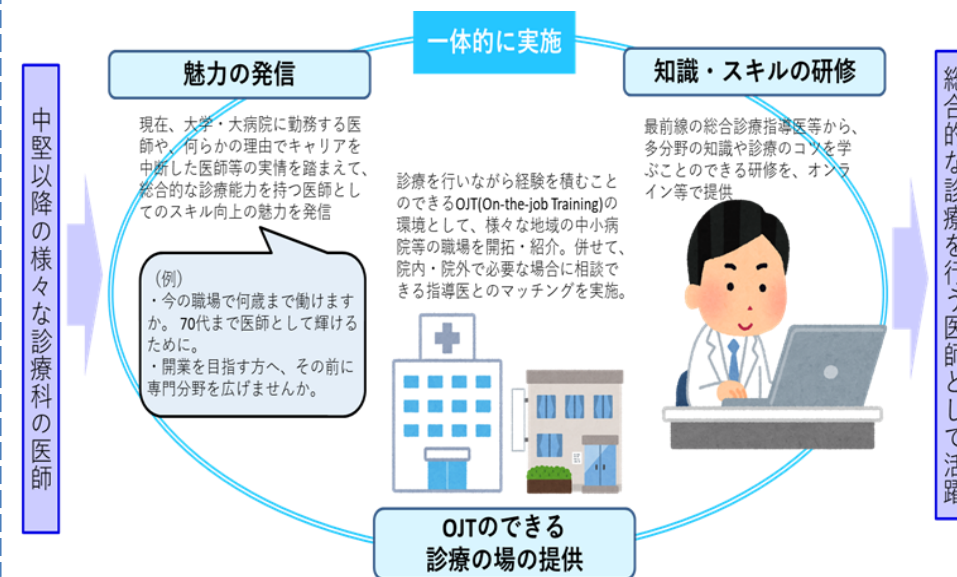 一体的に実施
中堅以降の様々な診療科の医師
魅力の発信
現在、大学・大病院に勤務する医
師や、何らかの理由でキャリアを
中断した医師等の実情を踏まえて、
総合的な診療能力を持つ医師とし
てのスキル向上の魅力を発信
(例)
・今の職場で何歳まで働けます
か。 70代まで医師として輝ける
ために。
・開業を目指す方へ、その前に
専門分野を広げませんか。
診療を行いながら経験を積むこと
のできるOJT(On-the-job Training)の
環境として、様々な地域の中小病
院等の職場を開拓・紹介。併せて、
院内・院外で必要な場合に相談で
きる指導医とのマッチングを実施。
知識・スキルの研修
最前線の総合診療指導医等から、
多分野の知識や診療のコツを学
ぶことのできる研修を、オンラ
イン等で提供
OJTのできる
診療の場の提供
総合的な診療を行う医師として活躍